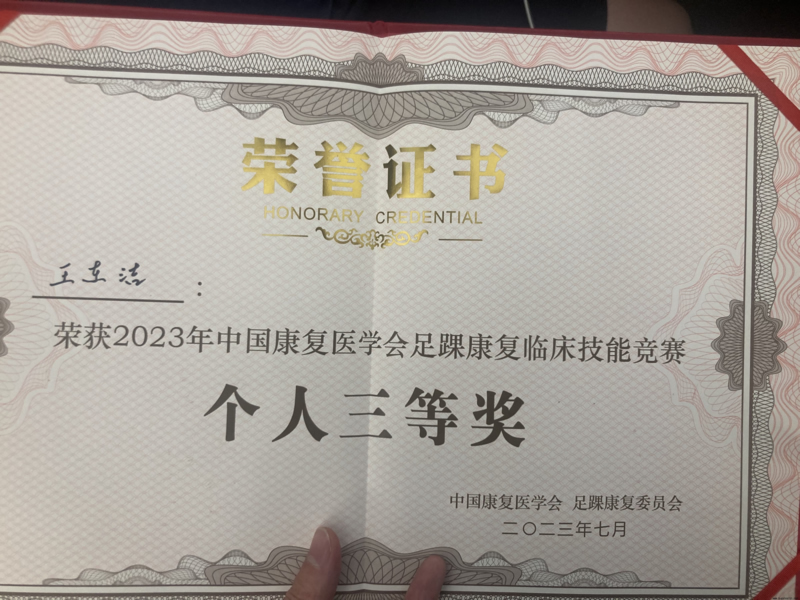 荣誉证书
HONORARY CREDENTIAL
王东洁：
荣获2023年中国康复医学会足踝康复临床技能竞赛
个人三等奖
中国康复医学会 足踝康复委员会
二〇二三年七月